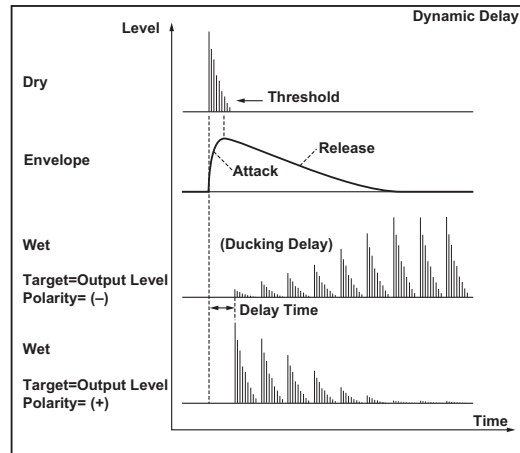 Dynamic Delay
Level
Dry
Threshold
Envelope
Attack
Release
Wet
(Ducking Delay)
Target=Output Level
Polarity= (–)
Delay Time
Wet
Target=Output Level
Polarity= (+)
Time